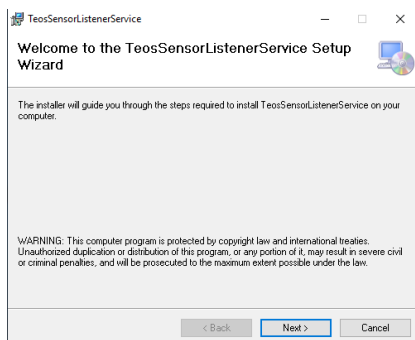 TeosSensorListenerService
Welcome to the TeosSensorListenerService Setup
Wizard
The installer will guide you through the steps required to install TeosSensorListenerService on your
computer.
WARNING: This computer program is protected by copyright law and international treaties.
Unauthorized duplication or distribution of this program, or any portion of it, may result in severe civil
or criminal penalties, and will be prosecuted to the maximum extent possible under the law.
< Back
Next >
Cancel